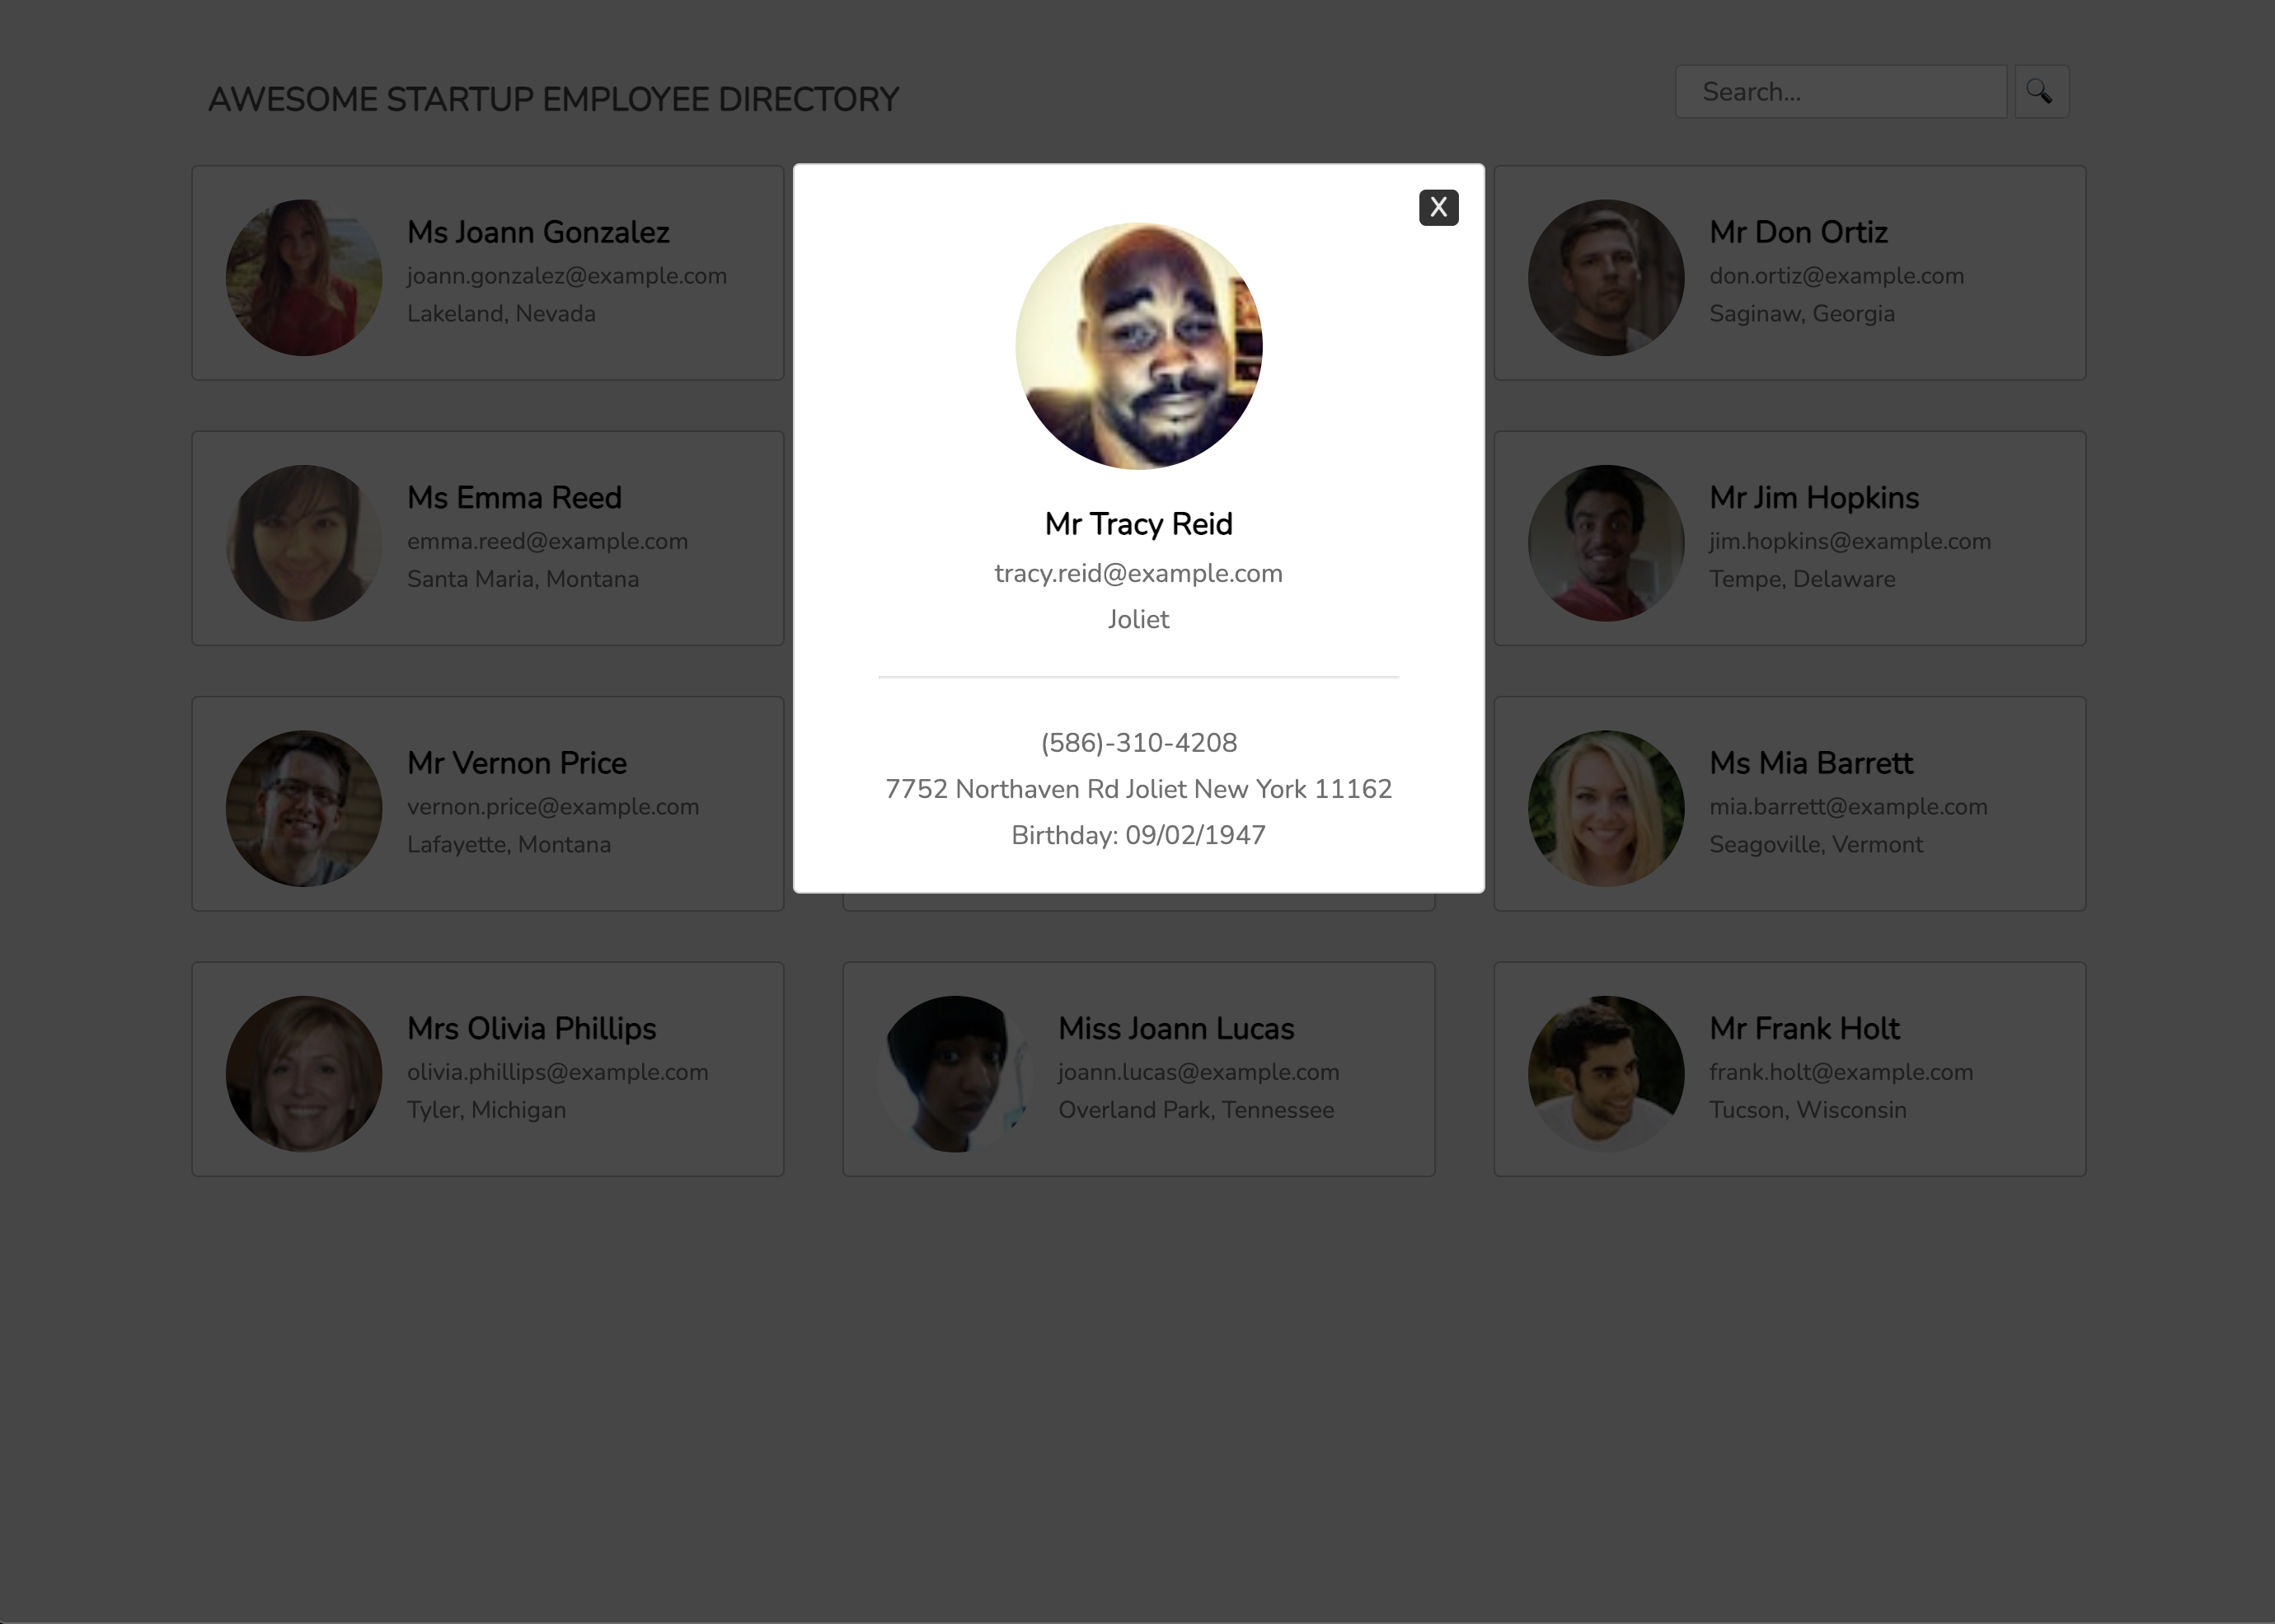 AWESOME STARTUP EMPLOYEE DIRECTORY
Search...
Ms Joann Gonzalez
joann.gonzalez@example.com
Lakeland, Nevada
X
Mr Tracy Reid
tracy.reid@example.com
Joliet
(586)-310-4208
7752 Northaven Rd Joliet New York 11162
Birthday: 09/02/1947
Mr Don Ortiz
don.ortiz@example.com
Saginaw, Georgia
Ms Emma Reed
emma.reed@example.com
Santa Maria, Montana
Mr Jim Hopkins
jim.hopkins@example.com
Tempe, Delaware
Mr Vernon Price
vernon.price@example.com
Lafayette, Montana
Ms Mia Barrett
mia.barrett@example.com
Seagoville, Vermont
Mrs Olivia Phillips
olivia.phillips@example.com
Tyler, Michigan
Miss Joann Lucas
joann.lucas@example.com
Overland Park, Tennessee
Mr Frank Holt
frank.holt@example.com
Tucson, Wisconsin